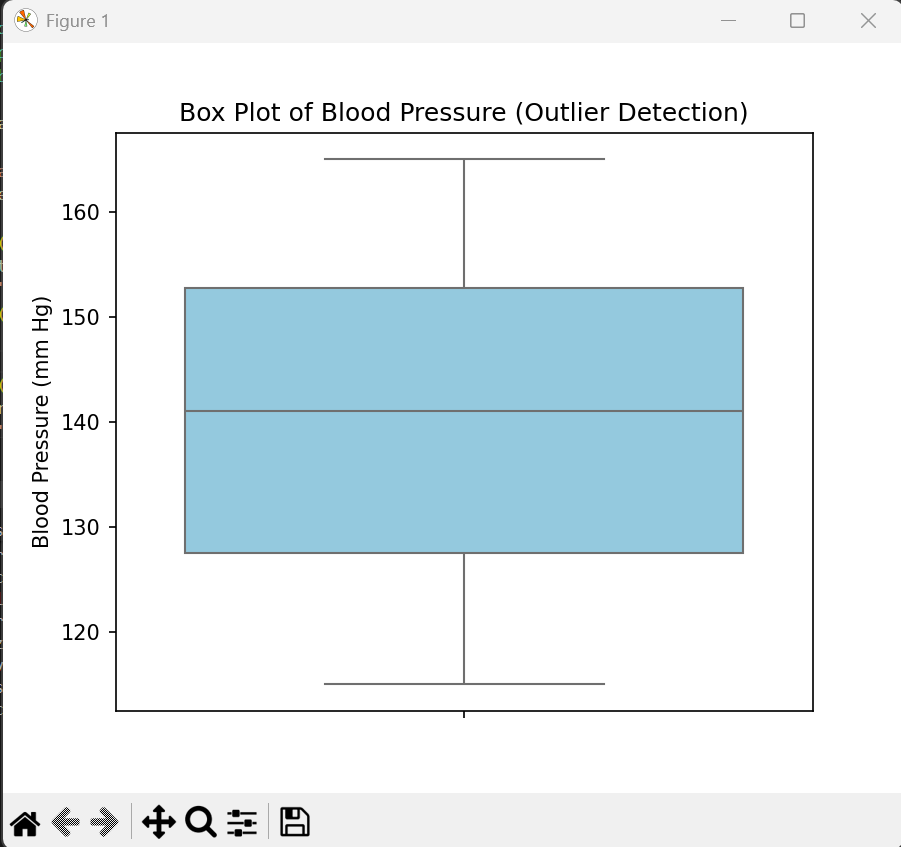 Figure 1
Box Plot of Blood Pressure (Outlier Detection)
Blood Pressure (mm Hg)
160
150
140
130
120